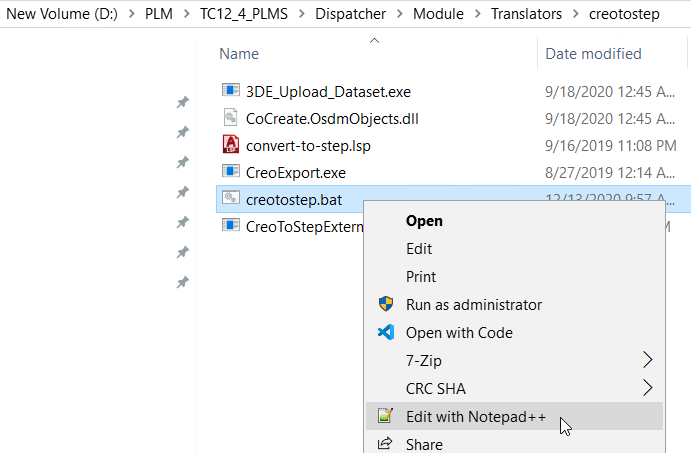 New Volume (D:) > PLM > TC12_4_PLMS > Dispatcher > Module > Translators > creotostep
Name Date modified
3DE_Upload_Dataset.exe 9/18/2020 12:45 A...
CoCreate.OsdmObjects.dll 9/18/2020 12:45 A...
convert-to-step.lsp 9/16/2019 11:08 PM
CreoExport.exe 8/27/2019 12:14 A...
creotostep.bat 12/13/2020 9:57 A...
CreoToStepExtern
Open
Edit
Print
Run as administrator
Open with Code
7-Zip
CRC SHA
Edit with Notepad++
Share